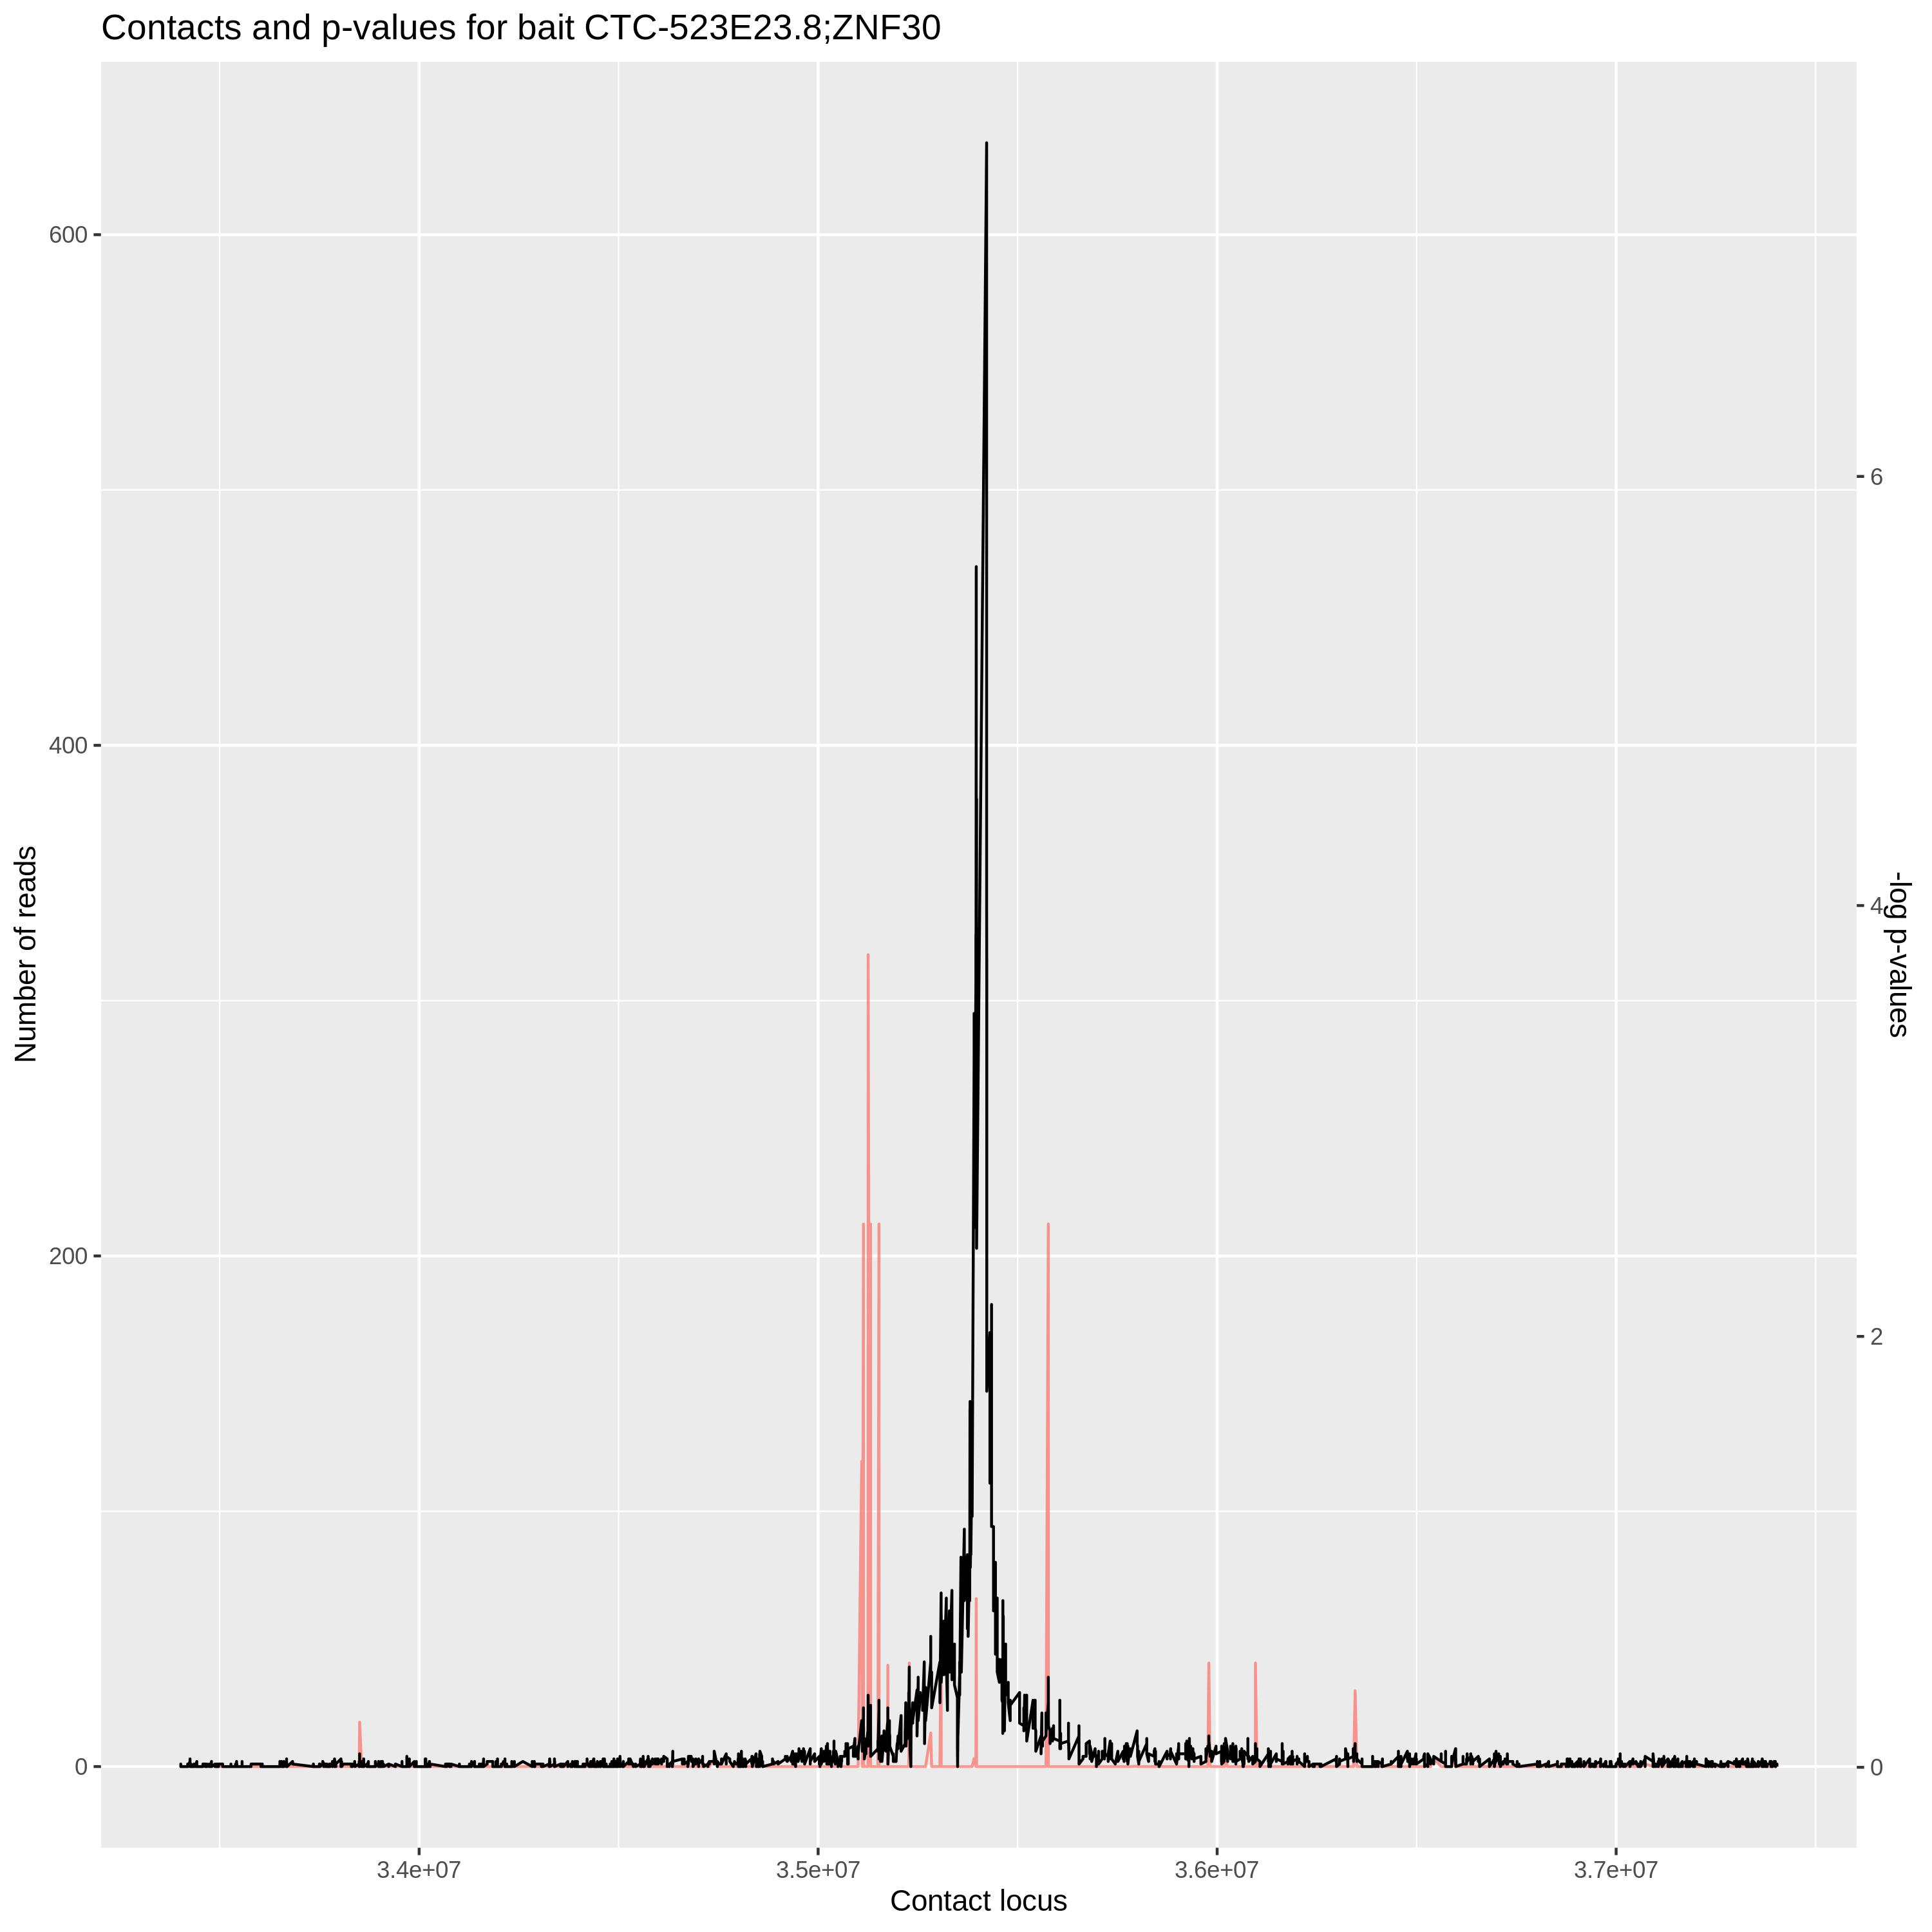 Contacts and p-values for bait CTC-523E23.8;ZNF30
600
400
200
0
Number of reads
6
4
2
0
-log p-values
3.4e+07
3.5e+07
3.6e+07
3.7e+07
Contact locus